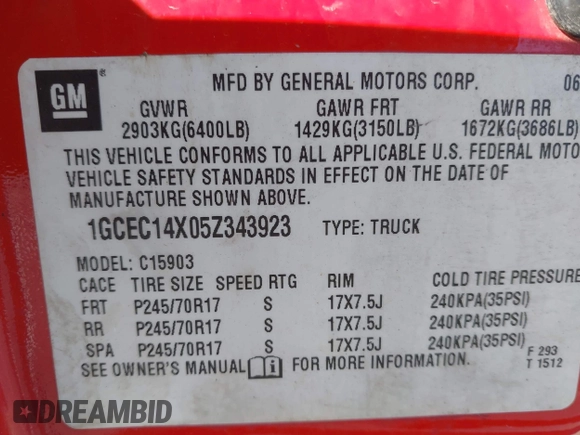 GM
MFD BY GENERAL MOTORS CORP. 06
GVWR GAWR FRT GAWR RR
2903KG(6400LB) 1429KG(3150LB) 1672KG(3686LB)
THIS VEHICLE CONFORMS TO ALL APPLICABLE U.S. FEDERAL MOTO
VEHICLE SAFETY STANDARDS IN EFFECT ON THE DATE OF
MANUFACTURE SHOWN ABOVE.
1GCEC14X05Z343923 TYPE: TRUCK
MODEL: C15903
CACE TIRE SIZE SPEED RTG RIM COLD TIRE PRESSURE
FRT P245/70R17 S 17X7.5J 240KPA(35PSI)
RR P245/70R17 S 17X7.5J 240KPA(35PSI)
SPA P245/70R17 S 17X7.5J 240KPA(35PSI)
SEE OWNER'S MANUAL FOR MORE INFORMATION.
F 293
T 1512
DREAMBID